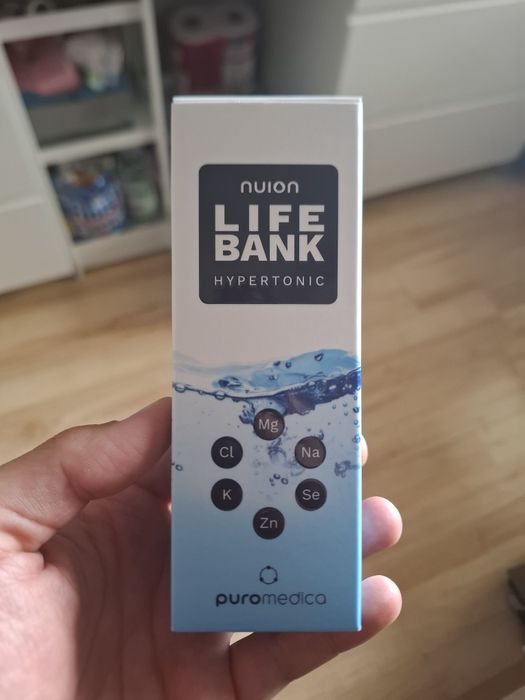 nuion
LIFE
BANK
HYPERTONIC
Mg
Cl
Na
K
Se
Zn
puromedica